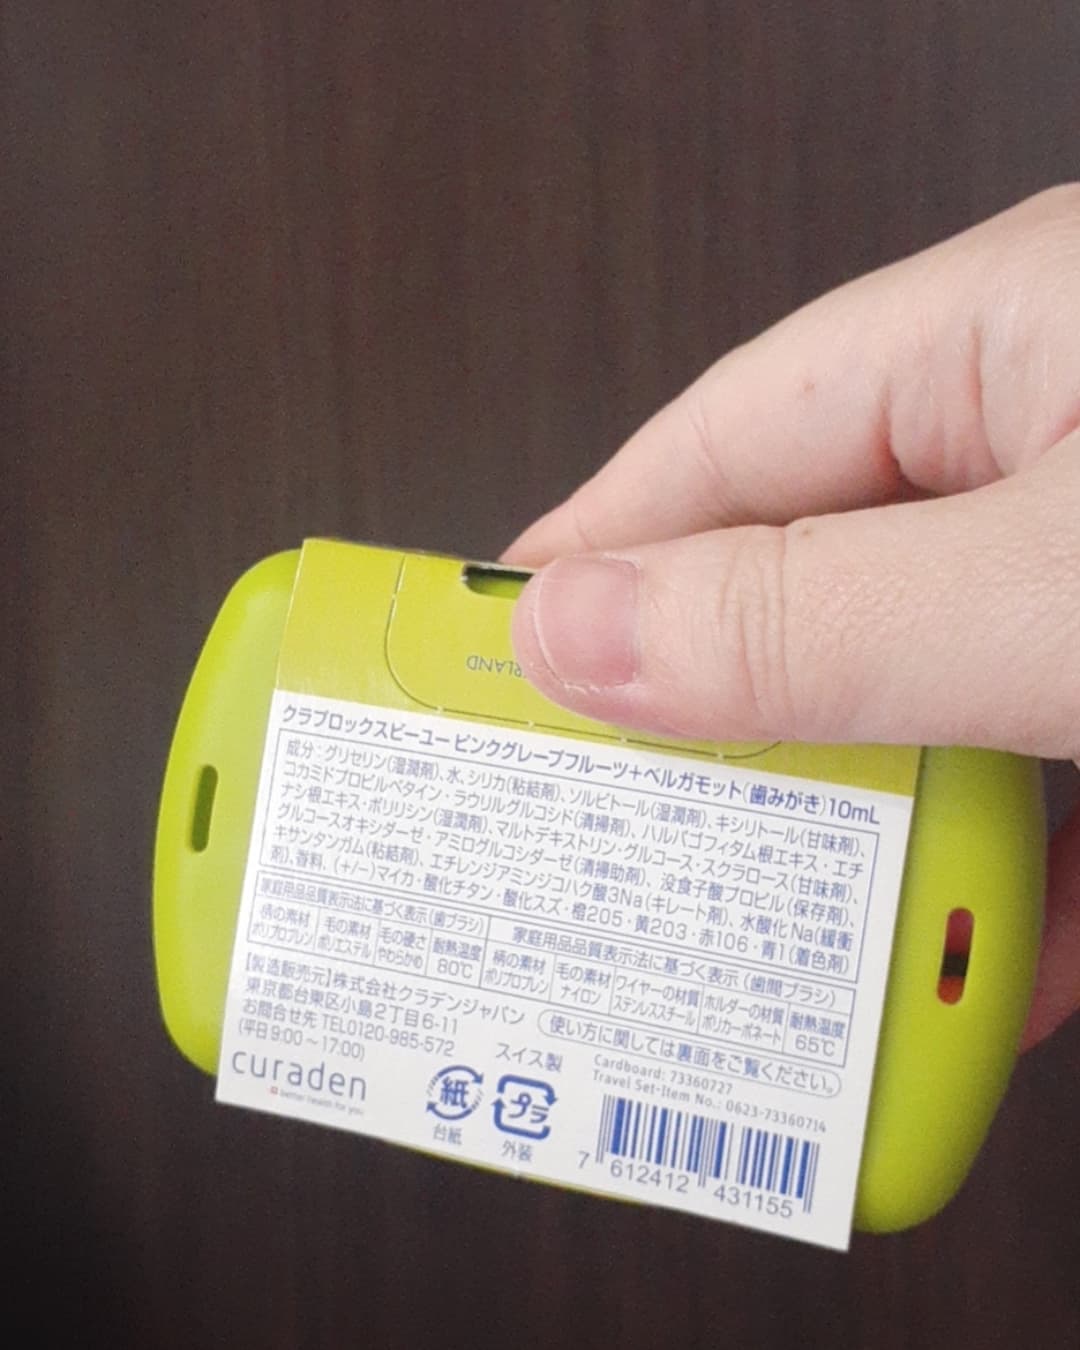 クラプロックスビーユー ピンクグレープフルーツ+ベルガモット(歯みがき)10mL
成分:グリセリン(湿潤剤)、水、シリカ(粘結剤)、ソルビトール(湿潤剤)、キシリトール(甘味剤)、
コカミドプロピルベタイン・ラウリルグルコシド(清掃剤)、ハルパゴフィタム根エキス・エチ
ナシ根エキス・ポリリシン(湿潤剤)、マルトデキストリン・グルコース・スクラロース(甘味剤)、
グルコースオキシダーゼ・アミログルコシダーゼ(清掃助剤)、没食子酸プロピル(保存剤)、
キサンタンガム(粘結剤)、エチレンジアミンジコハク酸3Na(キレート剤)、水酸化Na(緩衝
剤)、香料、(+/-)マイカ・酸化チタン・酸化スズ・橙205・黄203・赤106・青1(着色剤)
家庭用品品質表示法に基づく表示(歯ブラシ)
柄の素材 毛の素材 毛の硬さ 耐熱温度
ポリプロプレン ポリエステル やわらかめ 80℃
家庭用品品質表示法に基づく表示(歯間ブラシ)
柄の素材 毛の素材 ワイヤーの材質 ホルダーの材質 耐熱温度
ポリプロプレン ナイロン ステンレススチール ポリカーボネート 65℃
【製造販売元】株式会社クラデンジャパン
東京都台東区小島2丁目6-11
お問合せ先 TEL0120-985-572
(平日9:00~17:00)
使い方に関しては裏面をご覧ください。
curaden
better health for you
スイス製
紙
台紙
プラ
外装
Cardboard: 73360727
Travel Set-Item No.: 0623-73360714
7 612412 431155